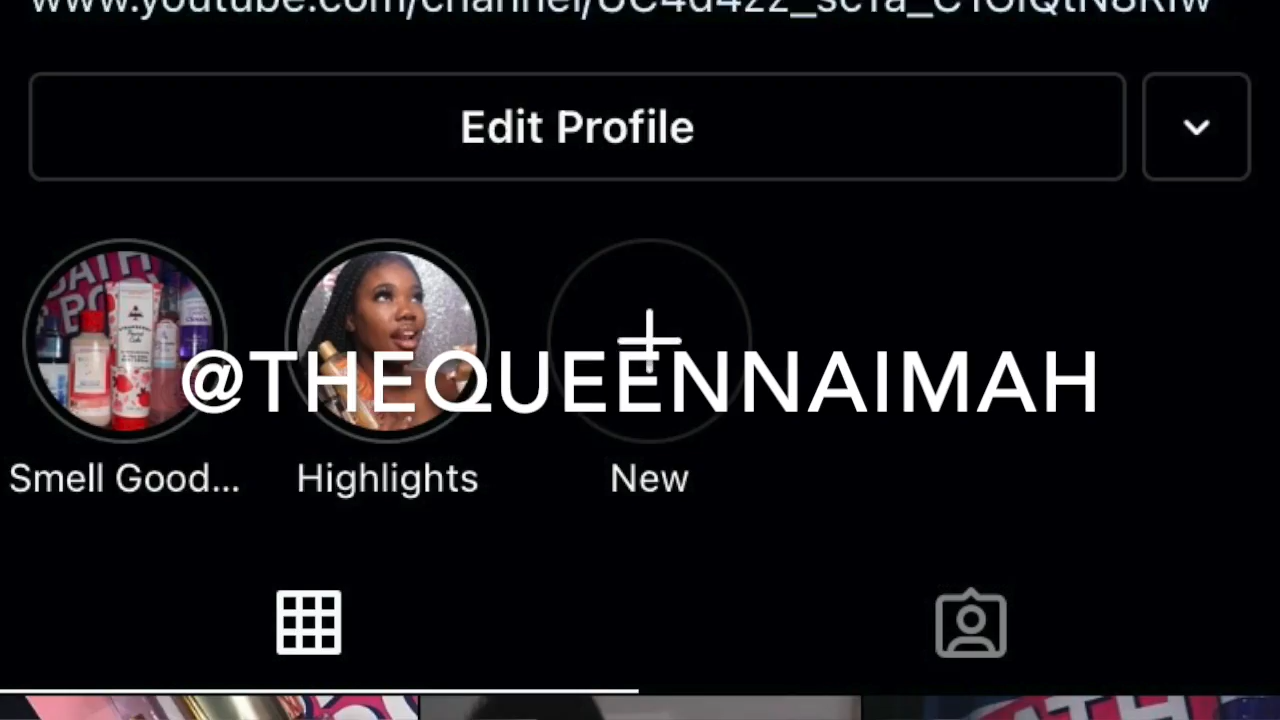 Edit Profile
@THEQUEENNAIMAH
Smell Good...
Highlights
New